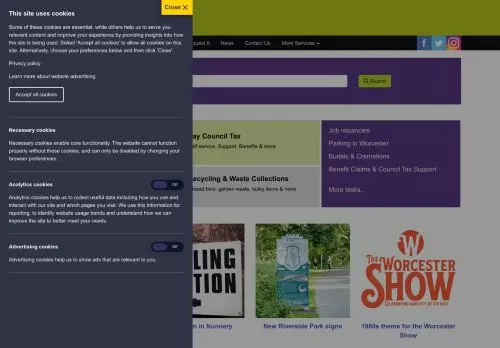 This site uses cookies
Close X
Some of these cookies are essential, while others help us to serve you
relevant content and improve your experience by providing insights into how
the site is being used. Select 'Accept all cookies' to allow all cookies on this
site. Alternatively, choose your preferences below and then click 'Close'
Privacy policy.
Learn more about website advertising
Accept all cookies
Necessary cookies
Necessary cookies enable core functionality. The website cannot function
properly without these cookies, and can only be disabled by changing your
browser preferences
Analytics cookies
Off
Analytics cookies help us to collect useful data including how you use and
interact with our site and which pages you visit. We use this information for
reporting, to identify website usage trends and understand how we can
improve the site to better meet your needs.
Advertising cookies
Off
Advertising cookies help us to show ads that are relevant to you.
quest It
News
Contact Us
More Services
Search
ay Council Tax
elf-service, Support, Benefits & more
ecycling & Waste Collections
issed bins, garden waste, bulky items & more
Job vacancies
Parking in Worcester
Burials & Cremations
Benefit Claims & Council Tax Support
More tasks...
LLING
ATION
THE
WORCESTER
SHOW
n in Nunnery
New Riverside Park signs
1980s theme for the Worcester
Show